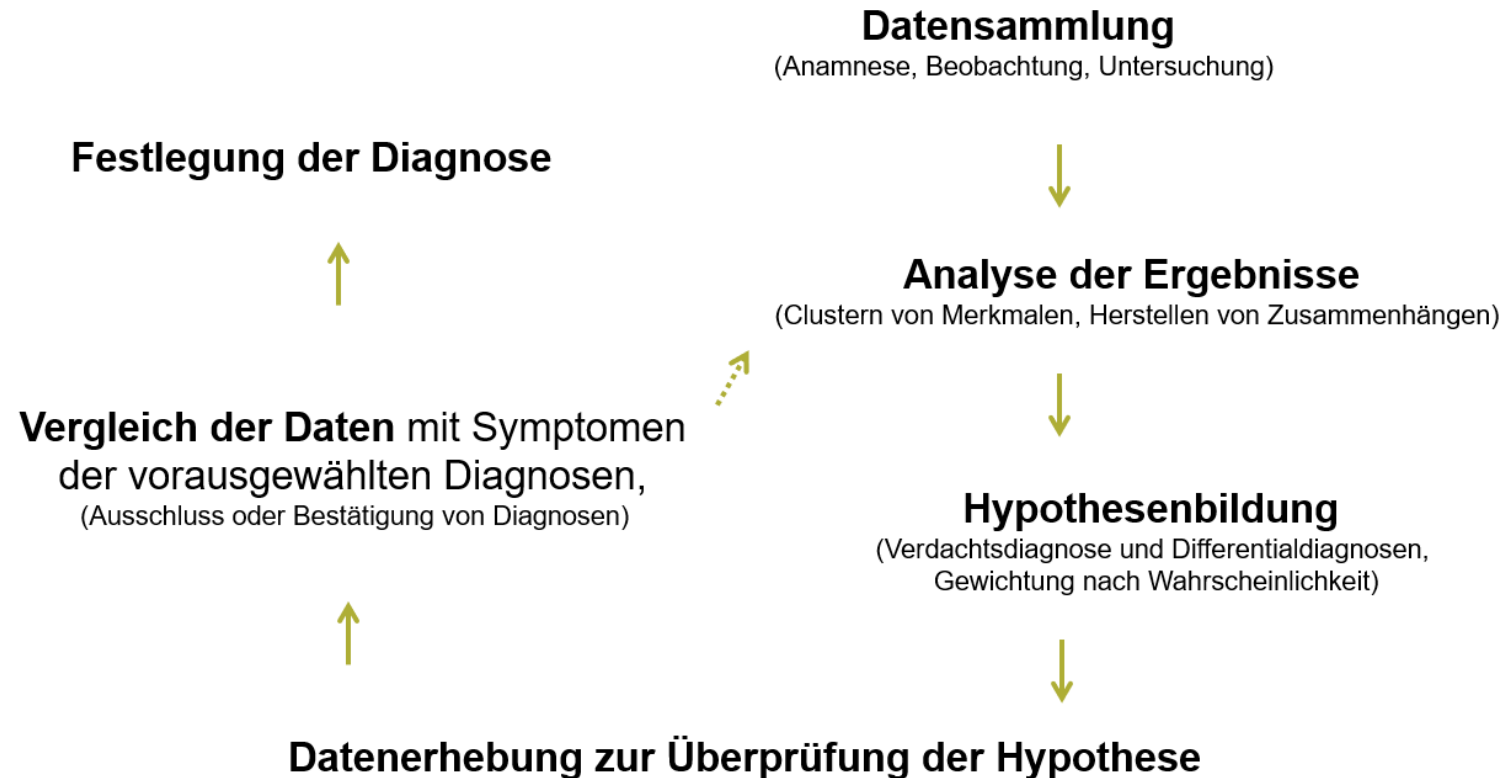 Datensammlung
(Anamnese, Beobachtung, Untersuchung)
Festlegung der Diagnose
Analyse der Ergebnisse
(Clustern von Merkmalen, Herstellen von Zusammenhängen)
Vergleich der Daten mit Symptomen
der vorausgewählten Diagnosen,
(Ausschluss oder Bestätigung von Diagnosen)
Hypothesenbildung
(Verdachtsdiagnose und Differentialdiagnosen,
Gewichtung nach Wahrscheinlichkeit)
Datenerhebung zur Überprüfung der Hypothese